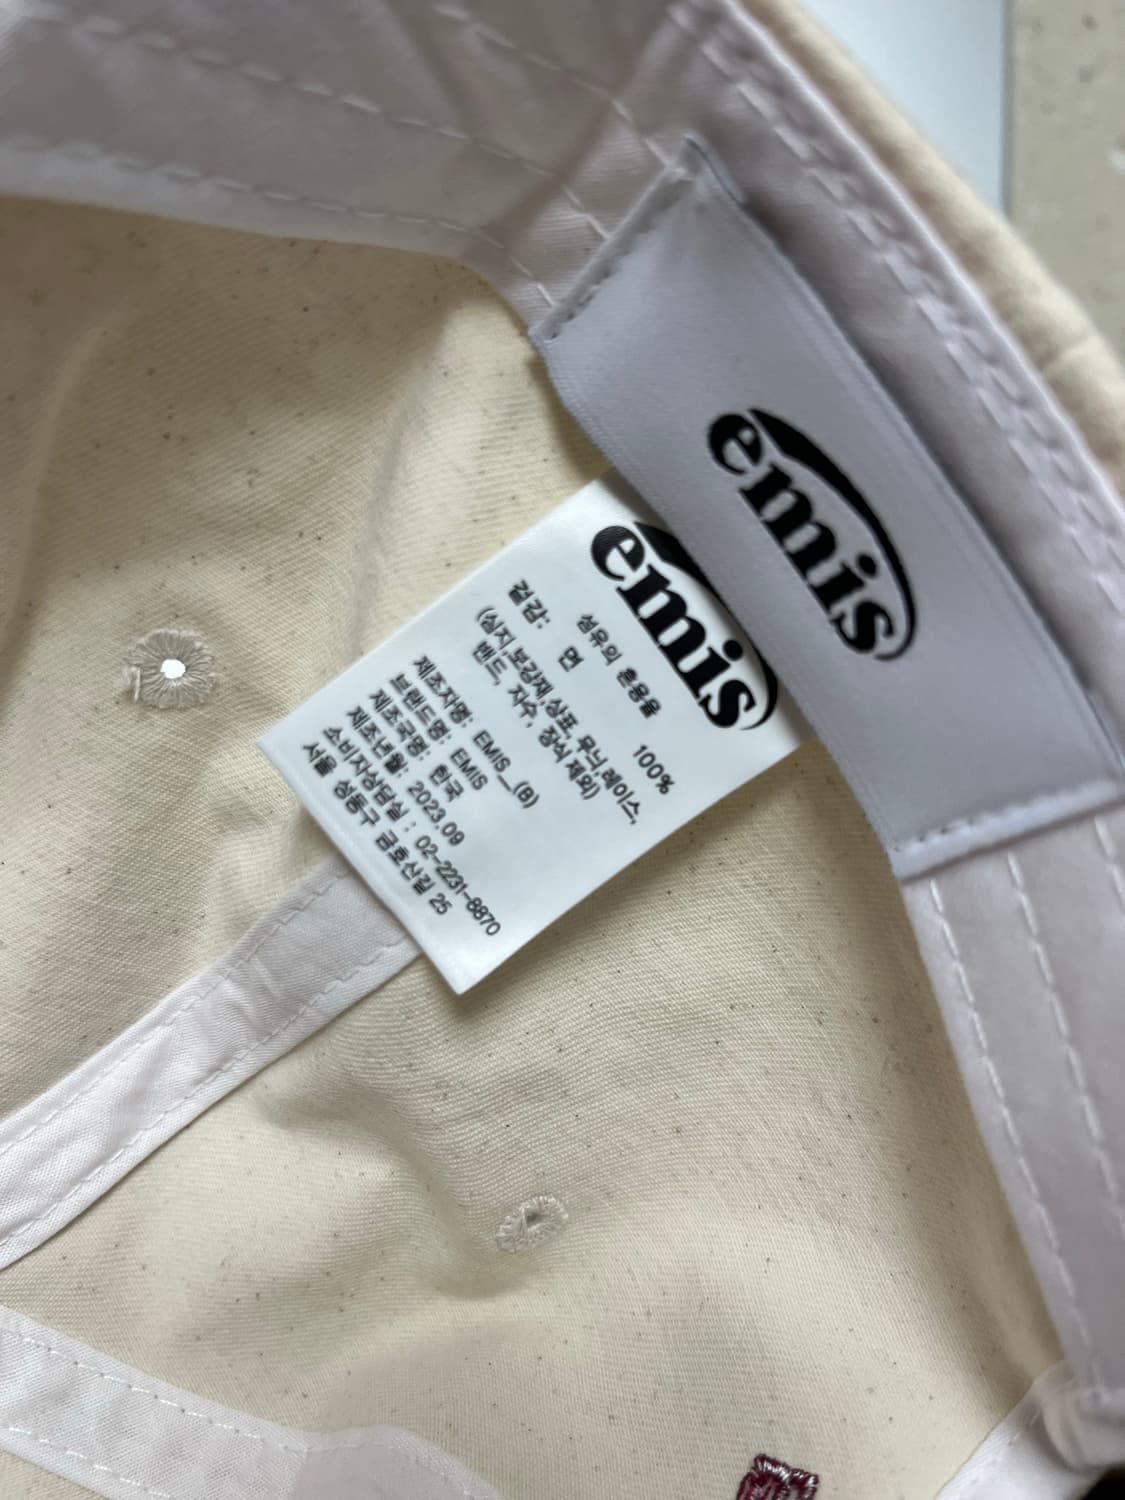 emis
emis
섬유의 혼용율
겉감: 면 100%
(심지,보강재,상표,무늬,레이스,
밴드, 자수, 장식 제외)
제조자명: EMIS_(B)
브랜드명: EMIS
제조국명: 한국
제조년월: 2023.09
소비자상담실 : 02-2231-8870
서울 성동구 금호산길 25